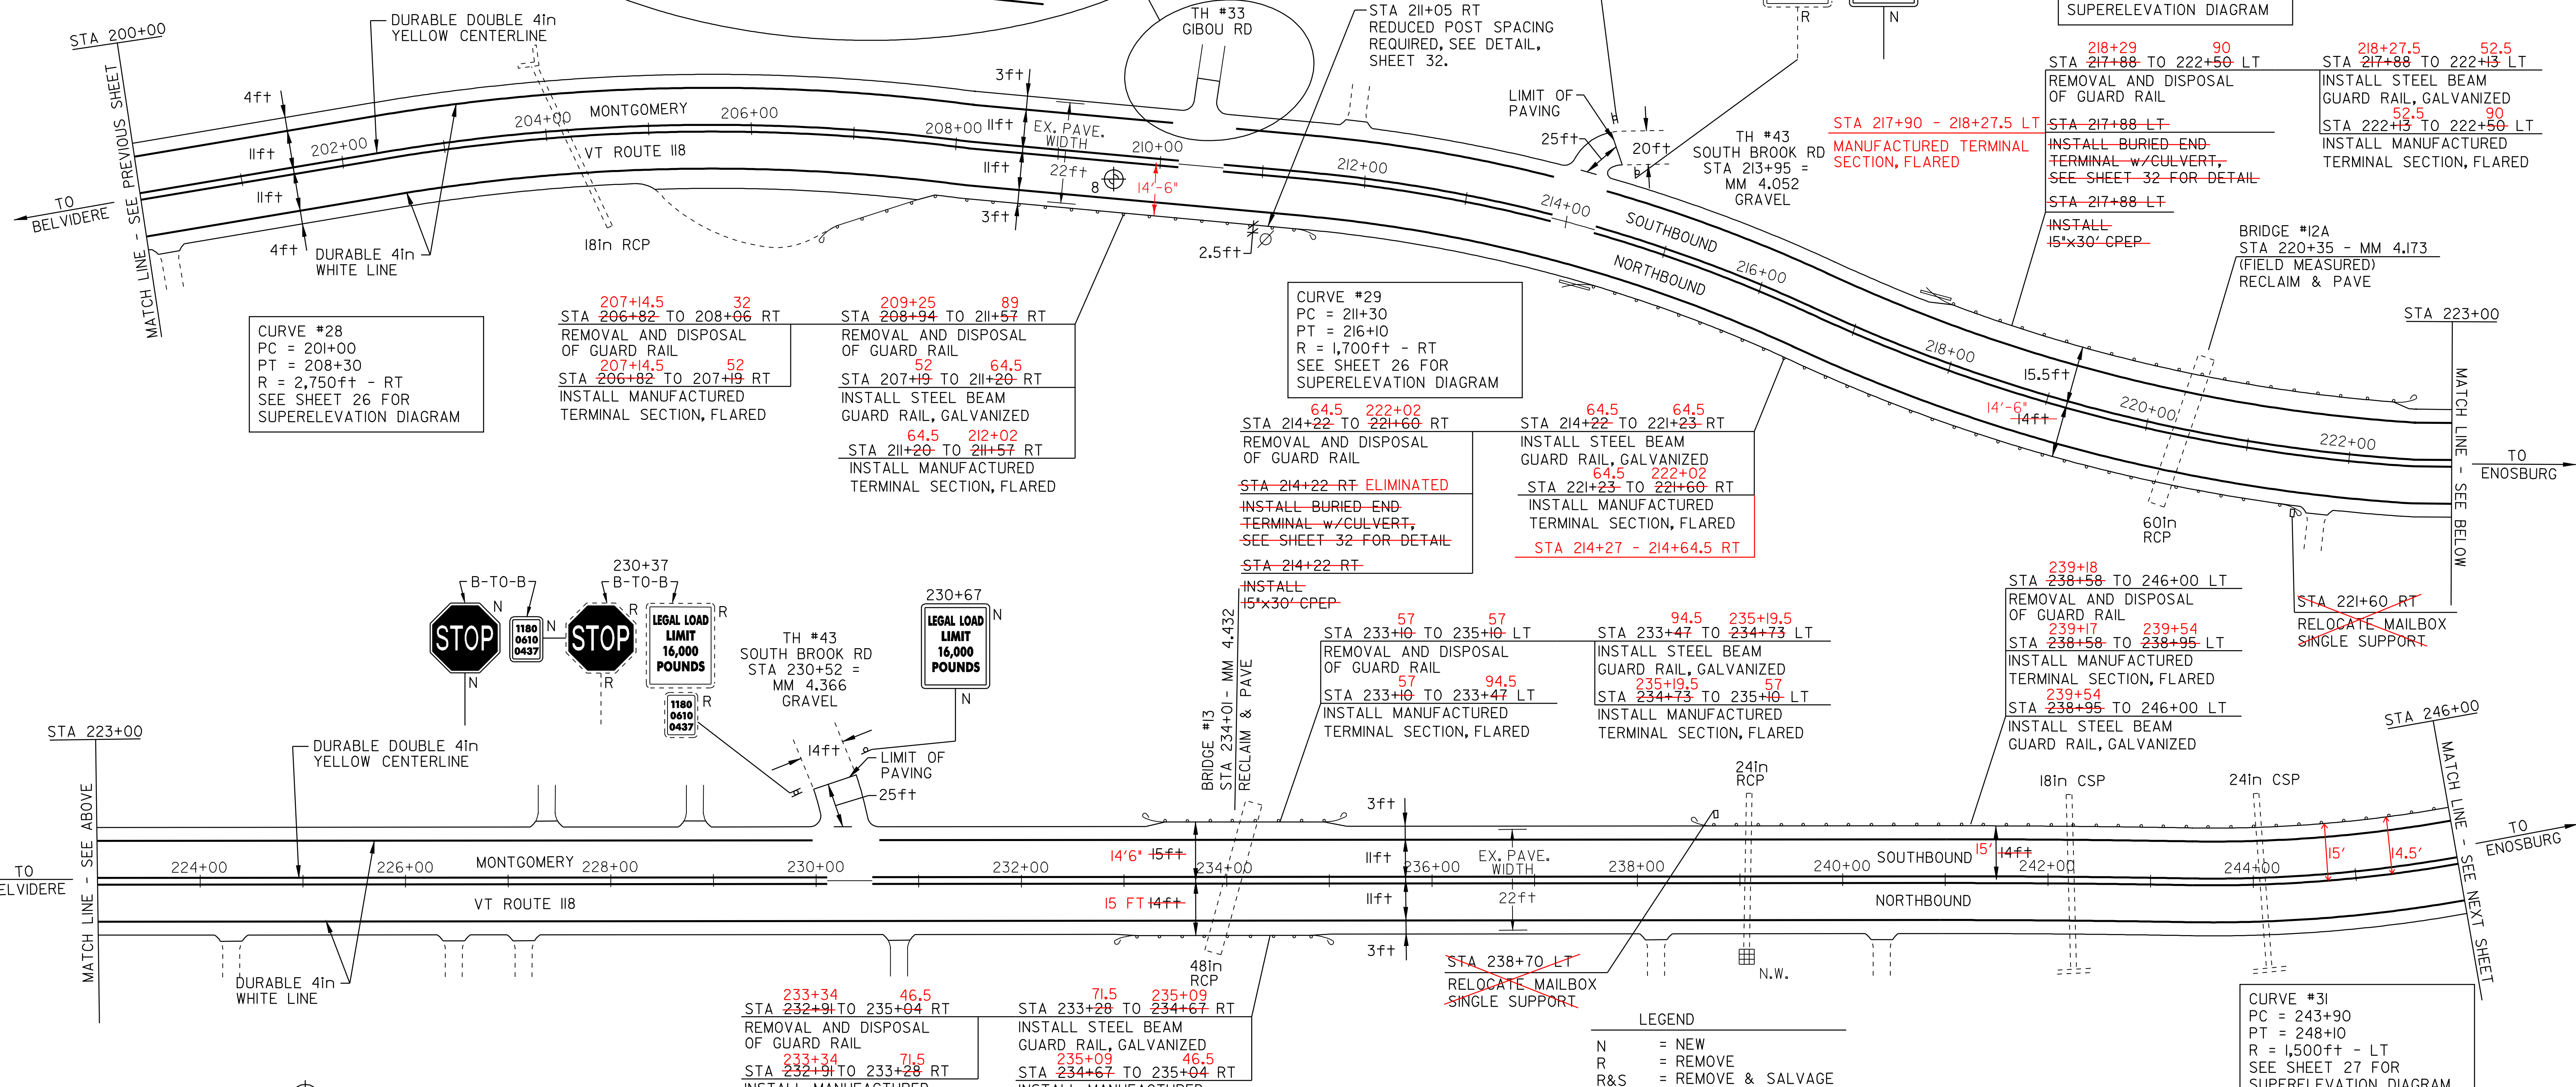 STA 200+00
MATCH LINE - SEE PREVIOUS SHEET
TO
BELVIDERE
DURABLE DOUBLE 4in
YELLOW CENTERLINE
4ft
11ft
11ft
4ft
202+00
204+00
206+00
208+00
210+00
212+00
214+00
216+00
218+00
220+00
222+00
MONTGOMERY
VT ROUTE 118
DURABLE 4in
WHITE LINE
18in RCP
3ft
11ft
11ft
3ft
EX. PAVE.
WIDTH
22ft
8
14'-6"
2.5ft
TH #33
GIBOU RD
STA 211+05 RT
REDUCED POST SPACING
REQUIRED, SEE DETAIL,
SHEET 32.
LIMIT OF
PAVING
25ft
20ft
TH #43
SOUTH BROOK RD
STA 213+95 =
MM 4.052
GRAVEL
R
N
SOUTHBOUND
NORTHBOUND
SUPERELEVATION DIAGRAM
218+29 90
STA 217+88 TO 222+50 LT
REMOVAL AND DISPOSAL
OF GUARD RAIL
STA 217+88 LT
INSTALL BURIED END
TERMINAL w/CULVERT,
SEE SHEET 32 FOR DETAIL
STA 217+88 LT
INSTALL
15"x30' CPEP
STA 217+90 - 218+27.5 LT
MANUFACTURED TERMINAL
SECTION, FLARED
218+27.5 52.5
STA 217+88 TO 222+13 LT
INSTALL STEEL BEAM
GUARD RAIL, GALVANIZED
52.5 90
STA 222+13 TO 222+50 LT
INSTALL MANUFACTURED
TERMINAL SECTION, FLARED
BRIDGE #12A
STA 220+35 - MM 4.173
(FIELD MEASURED)
RECLAIM & PAVE
STA 223+00
MATCH LINE - SEE BELOW
TO
ENOSBURG
15.5ft
14'-6"
14ft
60in
RCP
CURVE #28
PC = 201+00
PT = 208+30
R = 2,750ft - RT
SEE SHEET 26 FOR
SUPERELEVATION DIAGRAM
207+14.5 32
STA 206+82 TO 208+06 RT
REMOVAL AND DISPOSAL
OF GUARD RAIL
207+14.5 52
STA 206+82 TO 207+19 RT
INSTALL MANUFACTURED
TERMINAL SECTION, FLARED
209+25 89
STA 208+94 TO 211+57 RT
REMOVAL AND DISPOSAL
OF GUARD RAIL
52 64.5
STA 207+19 TO 211+20 RT
INSTALL STEEL BEAM
GUARD RAIL, GALVANIZED
64.5 212+02
STA 211+20 TO 211+57 RT
INSTALL MANUFACTURED
TERMINAL SECTION, FLARED
CURVE #29
PC = 211+30
PT = 216+10
R = 1,700ft - RT
SEE SHEET 26 FOR
SUPERELEVATION DIAGRAM
64.5 222+02
STA 214+22 TO 221+60 RT
REMOVAL AND DISPOSAL
OF GUARD RAIL
STA 214+22 RT ELIMINATED
INSTALL BURIED END
TERMINAL w/CULVERT,
SEE SHEET 32 FOR DETAIL
STA 214+22 RT
INSTALL
15"x30' CPEP
64.5 64.5
STA 214+22 TO 221+23 RT
INSTALL STEEL BEAM
GUARD RAIL, GALVANIZED
64.5 222+02
STA 221+23 TO 221+60 RT
INSTALL MANUFACTURED
TERMINAL SECTION, FLARED
STA 214+27 - 214+64.5 RT
STA 221+60 RT
RELOCATE MAILBOX
SINGLE SUPPORT
B-TO-B
STOP
N
N
1180
0610
0437
N
230+37
B-TO-B
STOP
R
R
LEGAL LOAD
LIMIT
16,000
POUNDS
R
1180
0610
0437
R
TH #43
SOUTH BROOK RD
STA 230+52 =
MM 4.366
GRAVEL
230+67
LEGAL LOAD
LIMIT
16,000
POUNDS
N
N
14ft
LIMIT OF
PAVING
25ft
BRIDGE #13
STA 234+01 - MM 4.432
RECLAIM & PAVE
57 57
STA 233+10 TO 235+10 LT
REMOVAL AND DISPOSAL
OF GUARD RAIL
57 94.5
STA 233+10 TO 233+47 LT
INSTALL MANUFACTURED
TERMINAL SECTION, FLARED
94.5 235+19.5
STA 233+47 TO 234+73 LT
INSTALL STEEL BEAM
GUARD RAIL, GALVANIZED
235+19.5 57
STA 234+73 TO 235+10 LT
INSTALL MANUFACTURED
TERMINAL SECTION, FLARED
239+18
STA 238+58 TO 246+00 LT
REMOVAL AND DISPOSAL
OF GUARD RAIL
239+17 239+54
STA 238+58 TO 238+95 LT
INSTALL MANUFACTURED
TERMINAL SECTION, FLARED
239+54
STA 238+95 TO 246+00 LT
INSTALL STEEL BEAM
GUARD RAIL, GALVANIZED
STA 223+00
MATCH LINE - SEE ABOVE
TO
ELVIDERE
DURABLE DOUBLE 4in
YELLOW CENTERLINE
224+00
226+00
228+00
230+00
232+00
234+00
236+00
238+00
240+00
242+00
244+00
MONTGOMERY
VT ROUTE 118
DURABLE 4in
WHITE LINE
14'6" 15ft
15 FT 14ft
48in
RCP
3ft
11ft
11ft
3ft
EX. PAVE.
WIDTH
22ft
24in
RCP
N.W.
SOUTHBOUND
NORTHBOUND
15' 14ft
18in CSP
24in CSP
15'
14.5'
STA 246+00
MATCH LINE - SEE NEXT SHEET
TO
ENOSBURG
STA 238+70 LT
RELOCATE MAILBOX
SINGLE SUPPORT
233+34 46.5
STA 232+91 TO 235+04 RT
REMOVAL AND DISPOSAL
OF GUARD RAIL
233+34 71.5
STA 232+91 TO 233+28 RT
INSTALL MANUFACTURED
71.5 235+09
STA 233+28 TO 234+67 RT
INSTALL STEEL BEAM
GUARD RAIL, GALVANIZED
235+09 46.5
STA 234+67 TO 235+04 RT
INSTALL MANUFACTURED
LEGEND
N = NEW
R = REMOVE
R&S = REMOVE & SALVAGE
CURVE #31
PC = 243+90
PT = 248+10
R = 1,500ft - LT
SEE SHEET 27 FOR
SUPERELEVATION DIAGRAM